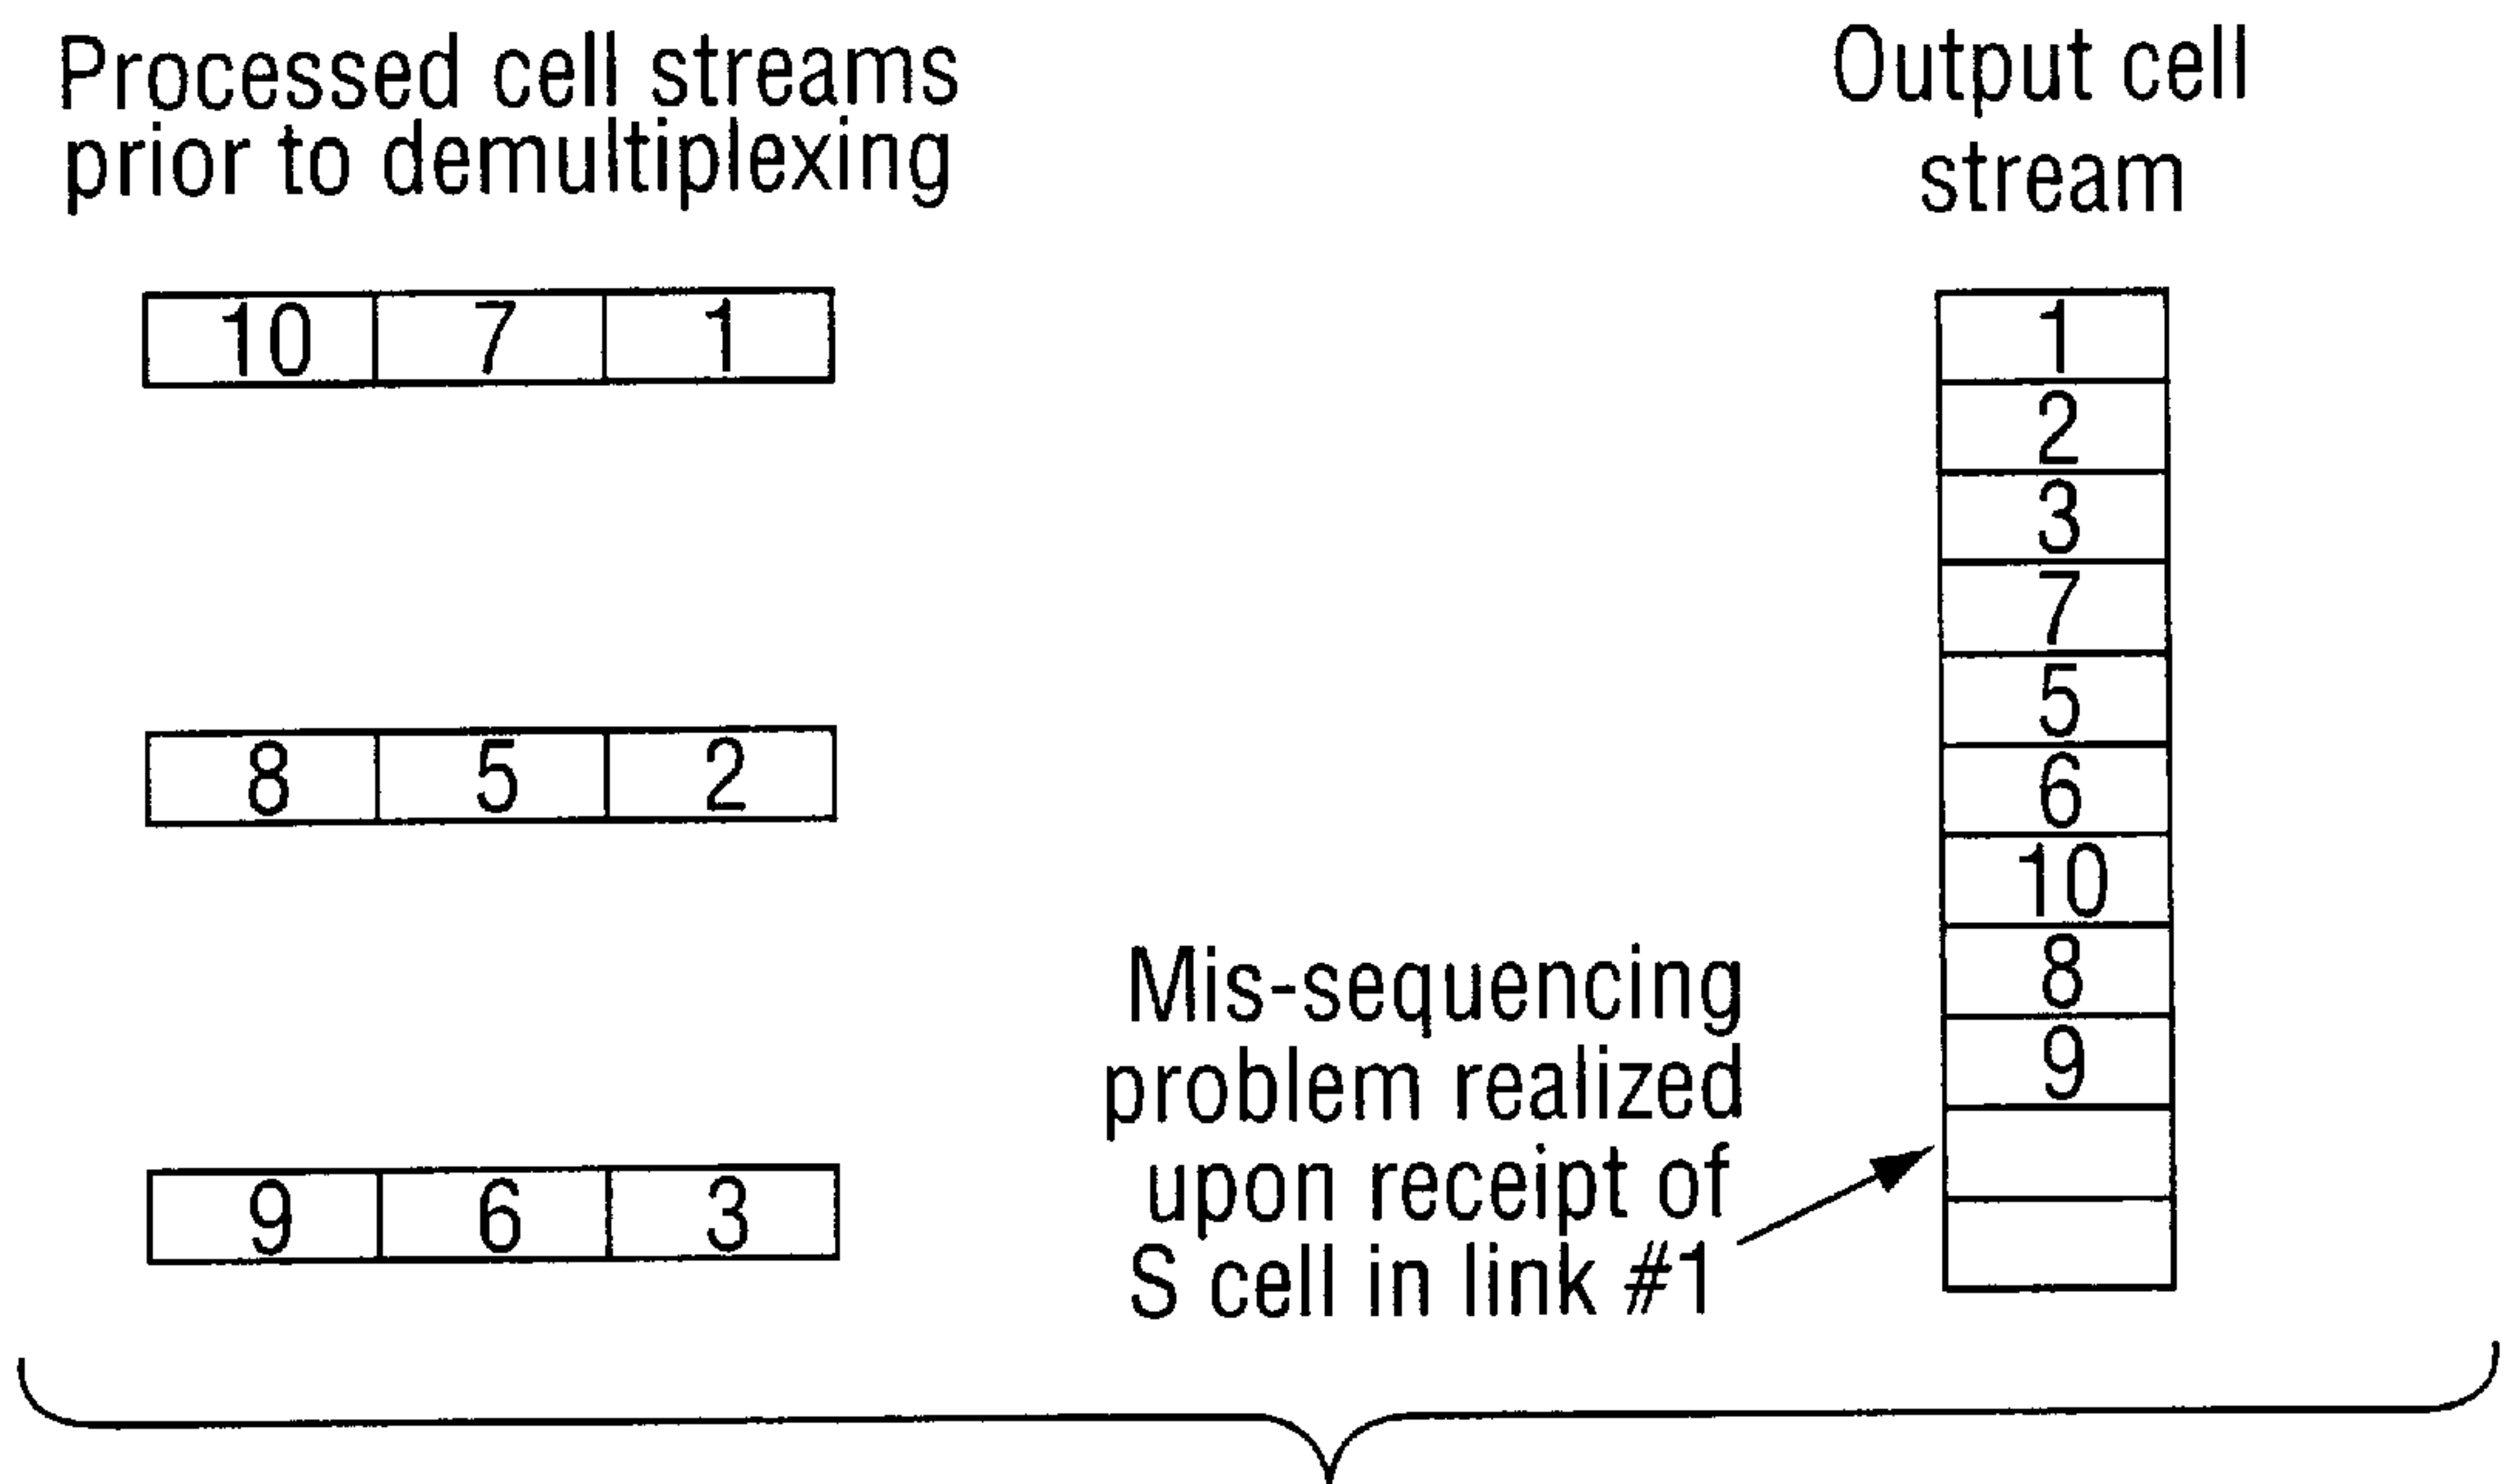 Processed cell streams
prior to demultiplexing
Output cell
stream
10 7 1
8 5 2
9 6 3
1
2
3
7
5
6
10
8
9
Mis-sequencing
problem realized
upon receipt of
S cell in link #1